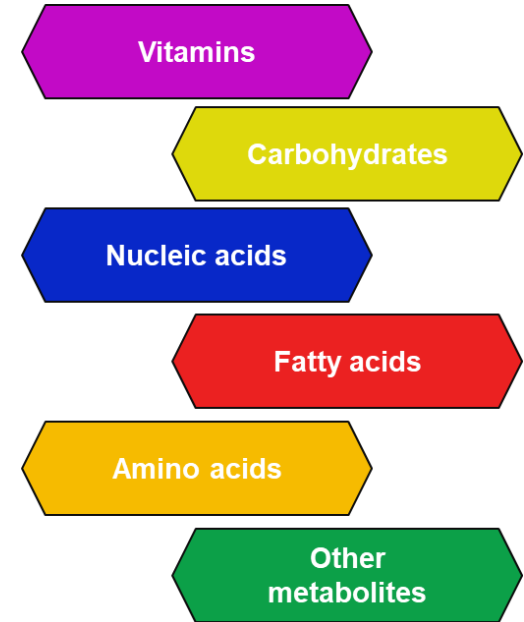 Vitamins
Carbohydrates
Nucleic acids
Fatty acids
Amino acids
Other
metabolites